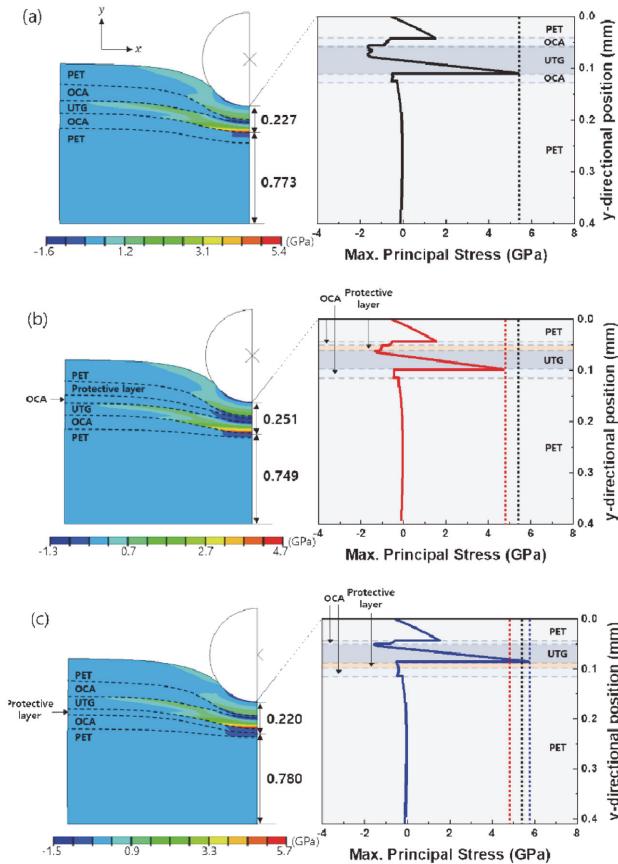 (a)
y
x
PET
OCA
UTG
OCA
PET
0.227
0.773
-1.6 1.2 3.1 5.4 (GPa)
PET
OCA
UTG
OCA
PET
0.0
0.1
0.2
0.3
0.4
y-directional position (mm)
-4 -2 0 2 4 6 8
Max. Principal Stress (GPa)
(b)
PET
Protective layer
OCA
UTG
OCA
PET
0.251
0.749
-1.3 0.7 2.7 4.7 (GPa)
Protective
OCA layer
PET
UTG
PET
0.0
0.1
0.2
0.3
0.4
y-directional position (mm)
-4 -2 0 2 4 6 8
Max. Principal Stress (GPa)
(c)
PET
OCA
UTG
Protective
layer
OCA
PET
0.220
0.780
-1.5 0.9 3.3 5.7 (GPa)
Protective
OCA layer
PET
UTG
PET
0.0
0.1
0.2
0.3
0.4
y-directional position (mm)
-4 -2 0 2 4 6 8
Max. Principal Stress (GPa)